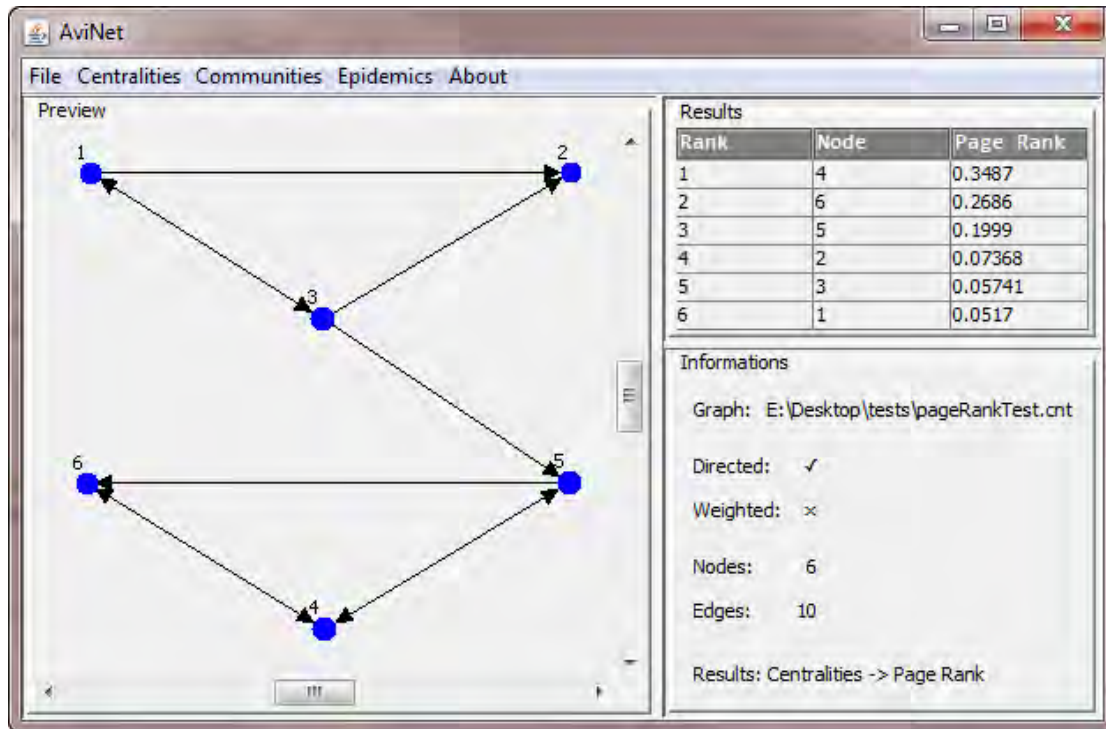 AviNet
File Centralities Communities Epidemics About
Preview
1
2
3
6
5
4
Results
Rank Node Page Rank
1 4 0.3487
2 6 0.2686
3 5 0.1999
4 2 0.07368
5 3 0.05741
6 1 0.0517
Informations
Graph: E:\Desktop\tests\pageRankTest.cnt
Directed: ✓
Weighted: ×
Nodes: 6
Edges: 10
Results: Centralities -> Page Rank